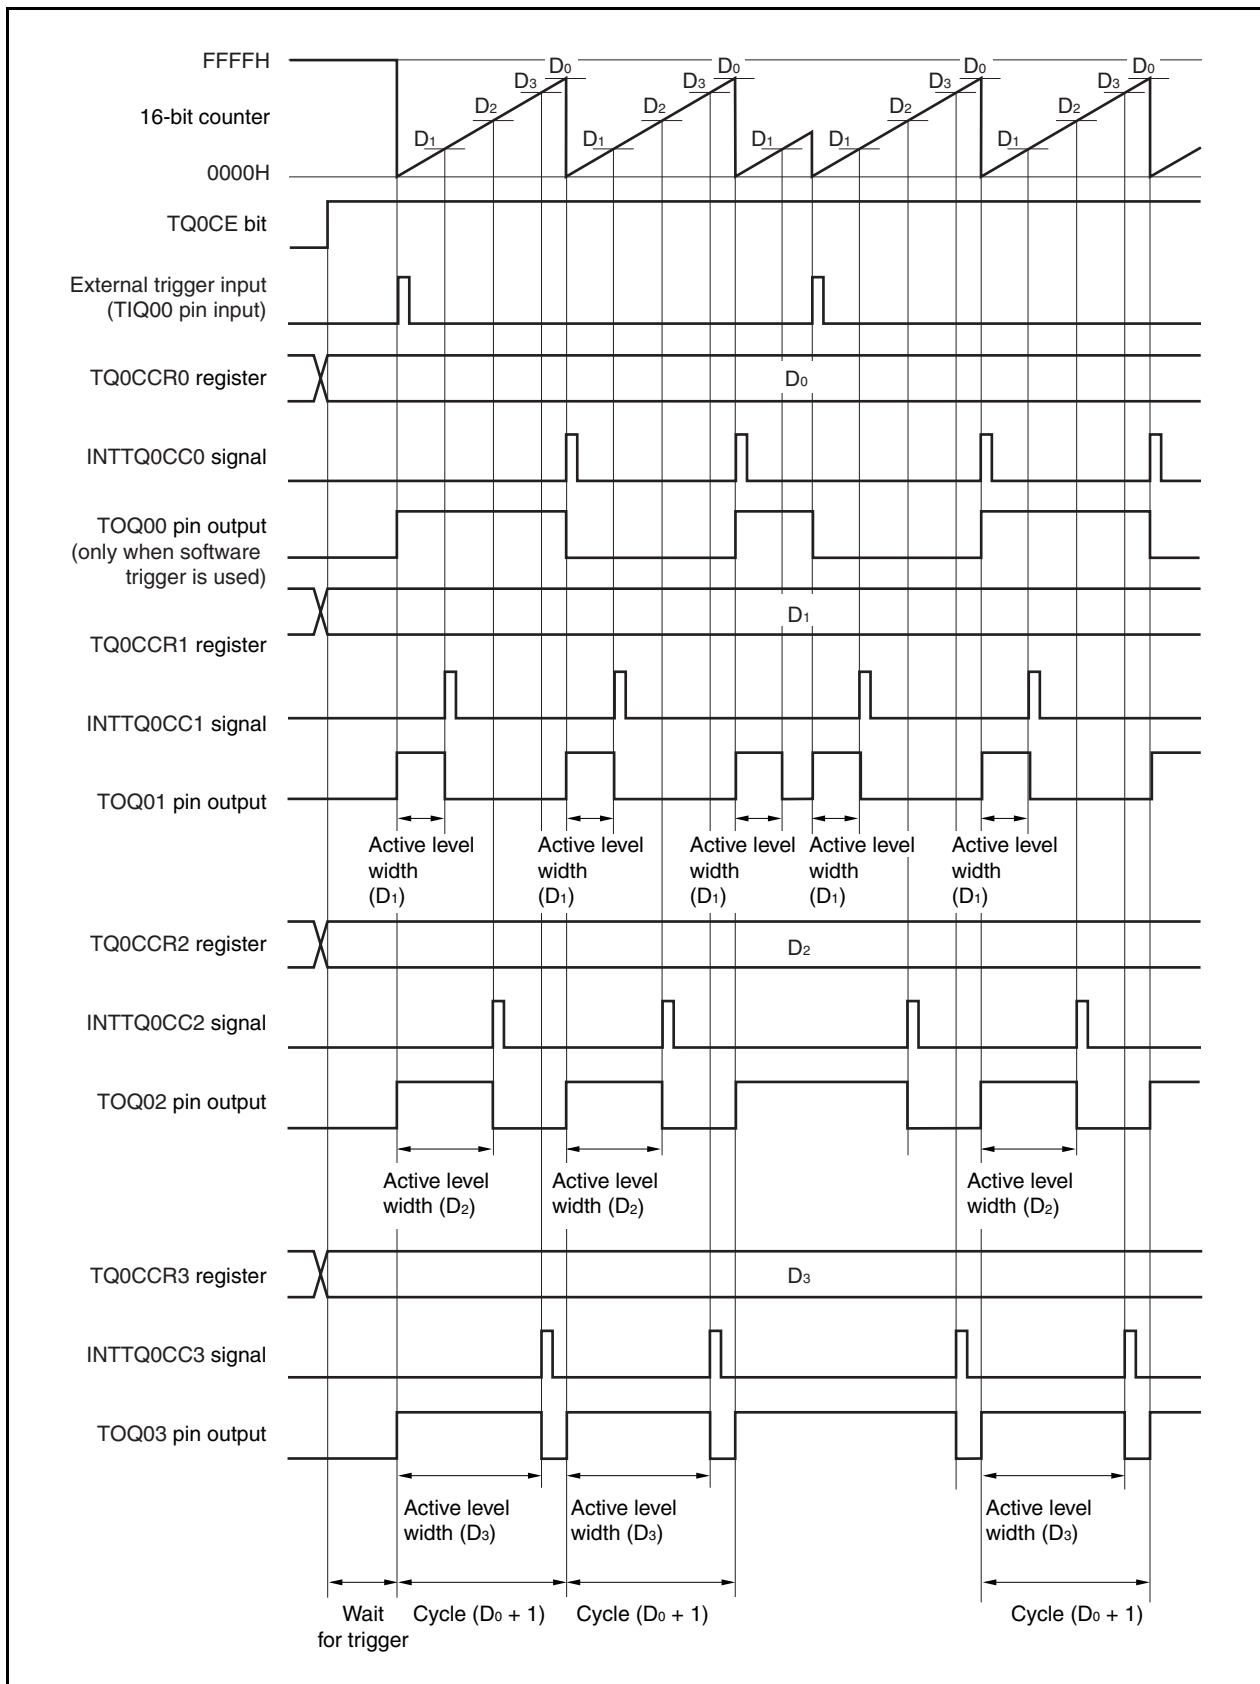 FFFFH
16-bit counter
0000H
D0 D0 D0 D0
D3 D3 D3 D3
D2 D2 D2 D2
D1 D1 D1 D1 D1
TQ0CE bit
External trigger input
(TIQ00 pin input)
TQ0CCR0 register
D0
INTTQ0CC0 signal
TOQ00 pin output
(only when software
trigger is used)
D1
TQ0CCR1 register
INTTQ0CC1 signal
TOQ01 pin output
Active level Active level Active level Active level Active level
width width width width width
(D1) (D1) (D1) (D1) (D1)
TQ0CCR2 register
D2
INTTQ0CC2 signal
TOQ02 pin output
Active level Active level Active level
width (D2) width (D2) width (D2)
TQ0CCR3 register
D3
INTTQ0CC3 signal
TOQ03 pin output
Active level Active level Active level
width (D3) width (D3) width (D3)
Wait Cycle (D0 + 1) Cycle (D0 + 1) Cycle (D0 + 1)
for trigger